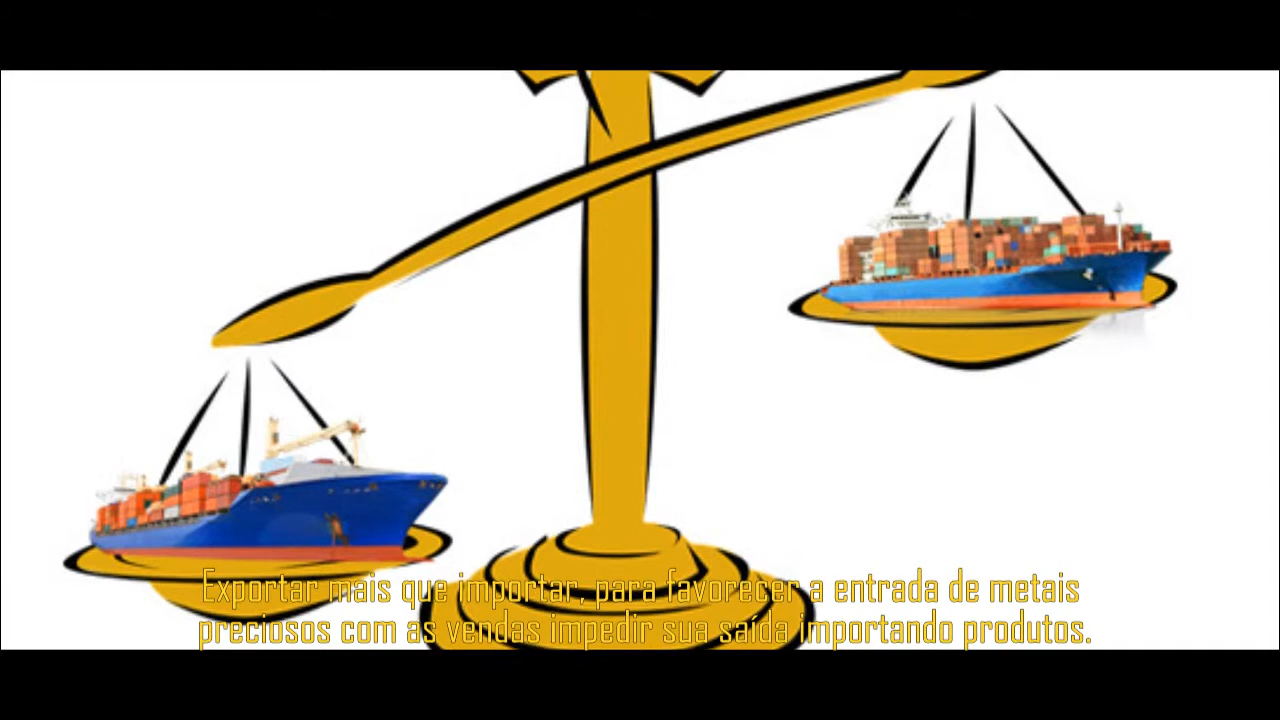 Exportar mais que importar, para favorecer a entrada de metais
preciosos com as vendas impedir sua saída importando produtos.